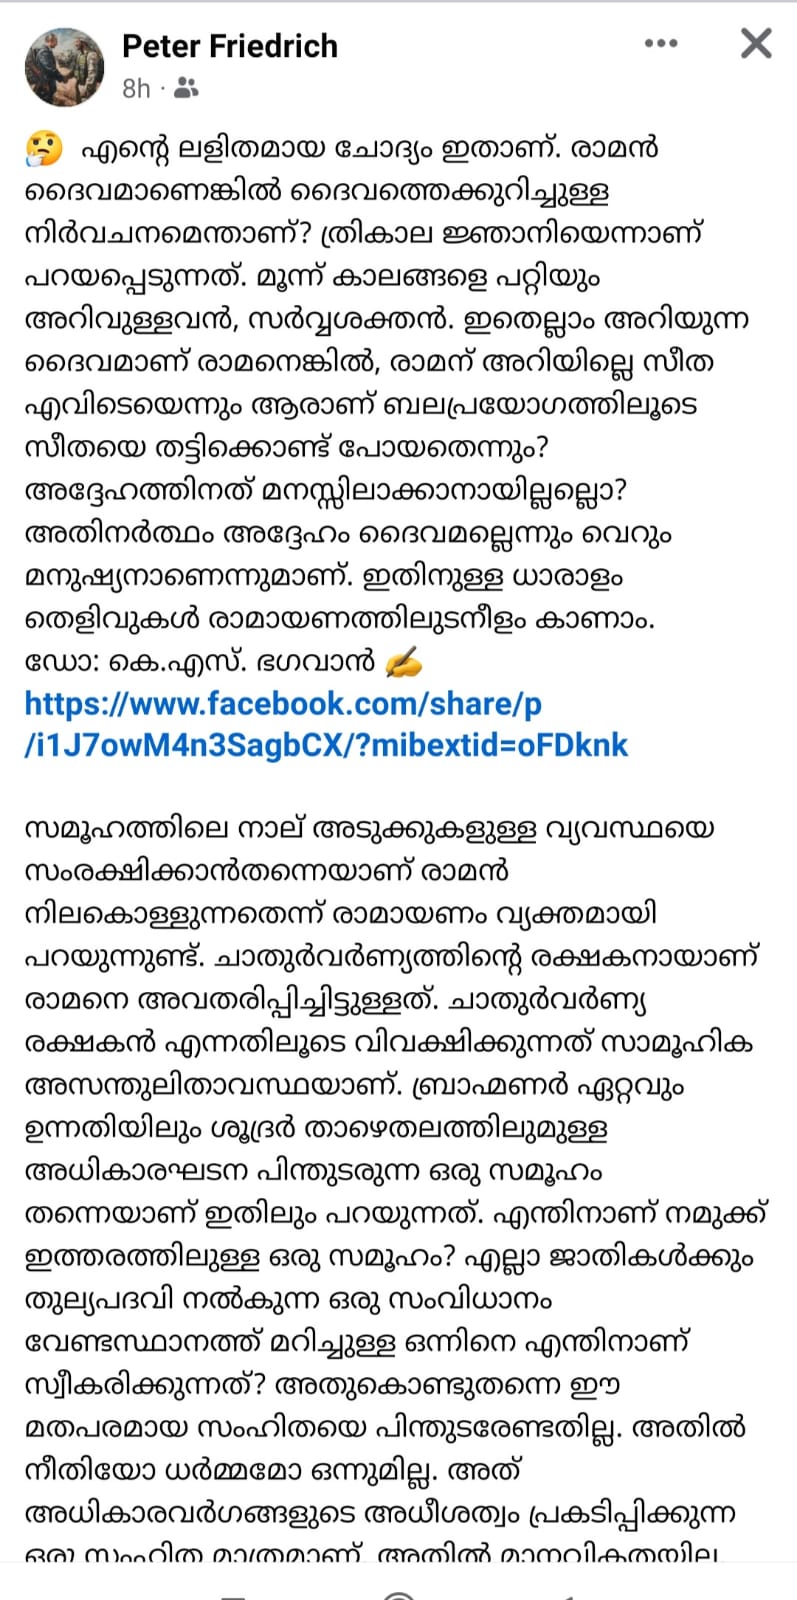 Peter Friedrich
8h
🤔 എന്റെ ലളിതമായ ചോദ്യം ഇതാണ്. രാമൻ
ദൈവമാണെങ്കിൽ ദൈവത്തെക്കുറിച്ചുള്ള
നിർവചനമെന്താണ്? ത്രികാല ജ്ഞാനിയെന്നാണ്
പറയപ്പെടുന്നത്. മൂന്ന് കാലങ്ങളെ പറ്റിയും
അറിവുള്ളവൻ, സർവ്വശക്തൻ. ഇതെല്ലാം അറിയുന്ന
ദൈവമാണ് രാമനെങ്കിൽ, രാമന് അറിയില്ലെ സീത
എവിടെയെന്നും ആരാണ് ബലപ്രയോഗത്തിലൂടെ
സീതയെ തട്ടിക്കൊണ്ട് പോയതെന്നും?
അദ്ദേഹത്തിനത് മനസ്സിലാക്കാനായില്ലല്ലൊ?
അതിനർത്ഥം അദ്ദേഹം ദൈവമല്ലെന്നും വെറും
മനുഷ്യനാണെന്നുമാണ്. ഇതിനുള്ള ധാരാളം
തെളിവുകൾ രാമായണത്തിലുടനീളം കാണാം.
ഡോ: കെ.എസ്. ഭഗവാൻ ✍️
https://www.facebook.com/share/p
/i1J7owM4n3SagbCX/?mibextid=oFDknk
സമൂഹത്തിലെ നാല് അടുക്കുകളുള്ള വ്യവസ്ഥയെ
സംരക്ഷിക്കാൻതന്നെയാണ് രാമൻ
നിലകൊള്ളുന്നതെന്ന് രാമായണം വ്യക്തമായി
പറയുന്നുണ്ട്. ചാതുർവർണ്യത്തിന്റെ രക്ഷകനായാണ്
രാമനെ അവതരിപ്പിച്ചിട്ടുള്ളത്. ചാതുർവർണ്യ
രക്ഷകൻ എന്നതിലൂടെ വിവക്ഷിക്കുന്നത് സാമൂഹിക
അസന്തുലിതാവസ്ഥയാണ്. ബ്രാഹ്മണർ ഏറ്റവും
ഉന്നതിയിലും ശൂദ്രർ താഴെതലത്തിലുമുള്ള
അധികാരഘടന പിന്തുടരുന്ന ഒരു സമൂഹം
തന്നെയാണ് ഇതിലും പറയുന്നത്. എന്തിനാണ് നമുക്ക്
ഇത്തരത്തിലുള്ള ഒരു സമൂഹം? എല്ലാ ജാതികൾക്കും
തുല്യപദവി നൽകുന്ന ഒരു സംവിധാനം
വേണ്ടസ്ഥാനത്ത് മറിച്ചുള്ള ഒന്നിനെ എന്തിനാണ്
സ്വീകരിക്കുന്നത്? അതുകൊണ്ടുതന്നെ ഈ
മതപരമായ സംഹിതയെ പിന്തുടരേണ്ടതില്ല. അതിൽ
നീതിയോ ധർമ്മമോ ഒന്നുമില്ല. അത്
അധികാരവർഗങ്ങളുടെ അധീശത്വം പ്രകടിപ്പിക്കുന്ന
ഒരു സംഹിത മാത്രമാണ്. അതിൽ മാനവികതയില്ല.